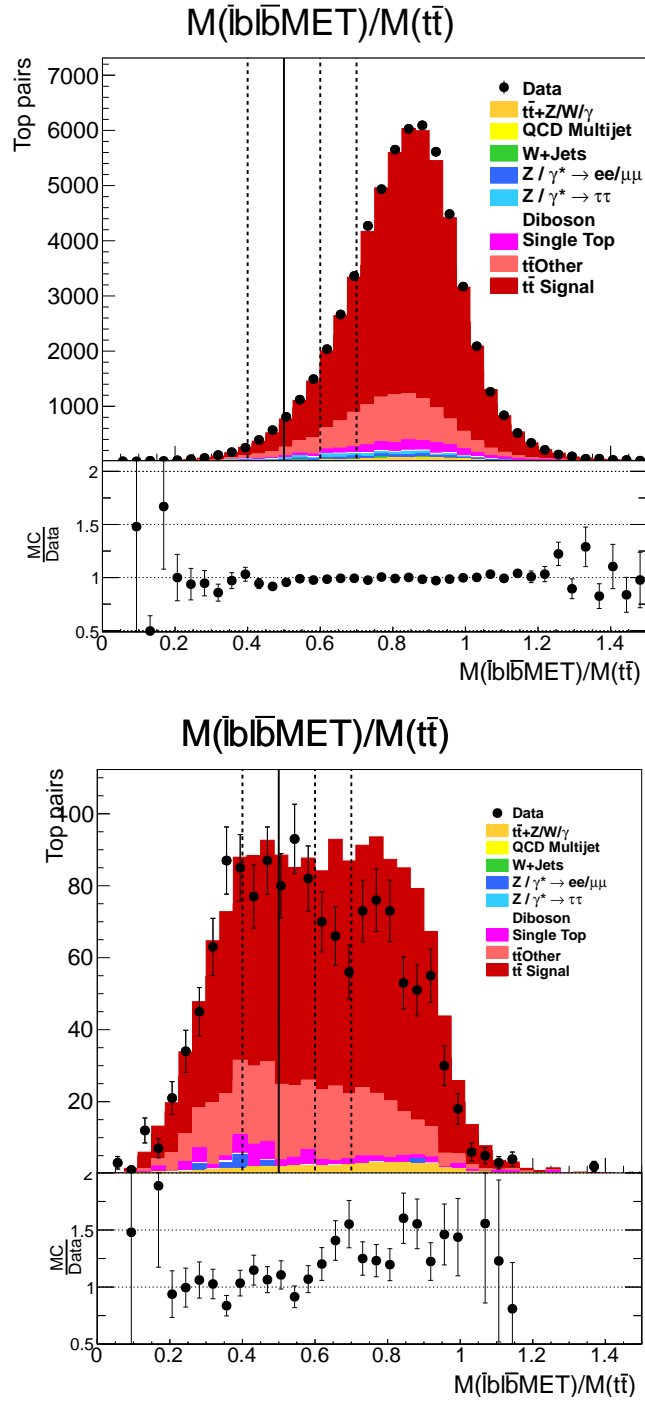 M(l̄blb̄MET)/M(tt̄)
Top pairs
7000
6000
5000
4000
3000
2000
1000
Data
tt̄+Z/W/γ
QCD Multijet
W+Jets
Z / γ* → ee/μμ
Z / γ* → ττ
Diboson
Single Top
tt̄Other
tt̄ Signal
MC
Data
2
1.5
1
0.5
0 0.2 0.4 0.6 0.8 1 1.2 1.4
M(l̄blb̄MET)/M(tt̄)
M(l̄blb̄MET)/M(tt̄)
Top pairs
100
80
60
40
20
Data
tt̄+Z/W/γ
QCD Multijet
W+Jets
Z / γ* → ee/μμ
Z / γ* → ττ
Diboson
Single Top
tt̄Other
tt̄ Signal
MC
Data
2
1.5
1
0.5
0 0.2 0.4 0.6 0.8 1 1.2 1.4
M(l̄blb̄MET)/M(tt̄)